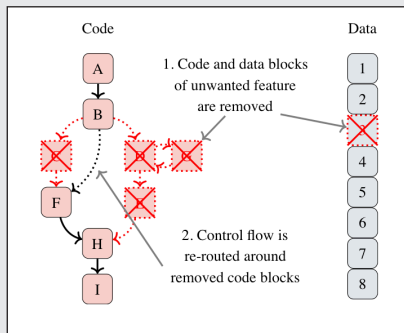 Code
Data
A
1. Code and data blocks
of unwanted feature
are removed
1
B
2
D
4
F
5
E
H
2. Control flow is
re-routed around
removed code blocks
6
7
I
8